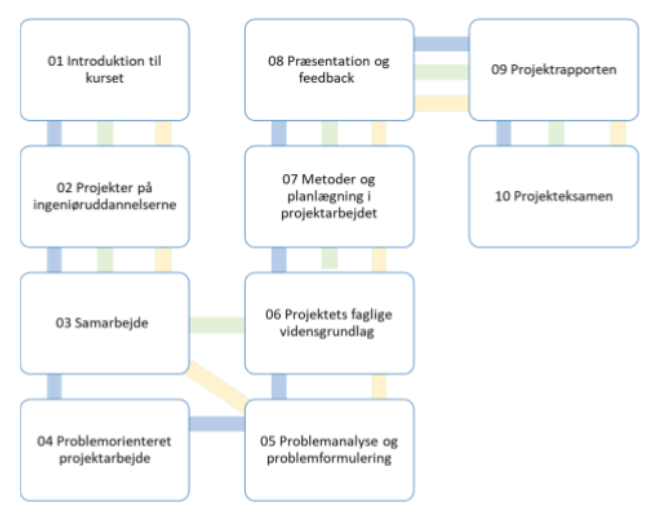 01 Introduktion til
kurset
02 Projekter på
ingeniøruddannelserne
03 Samarbejde
04 Problemorienteret
projektarbejde
05 Problemanalyse og
problemformulering
06 Projektets faglige
vidensgrundlag
07 Metoder og
planlægning i
projektarbejdet
08 Præsentation og
feedback
09 Projektrapporten
10 Projekteksamen